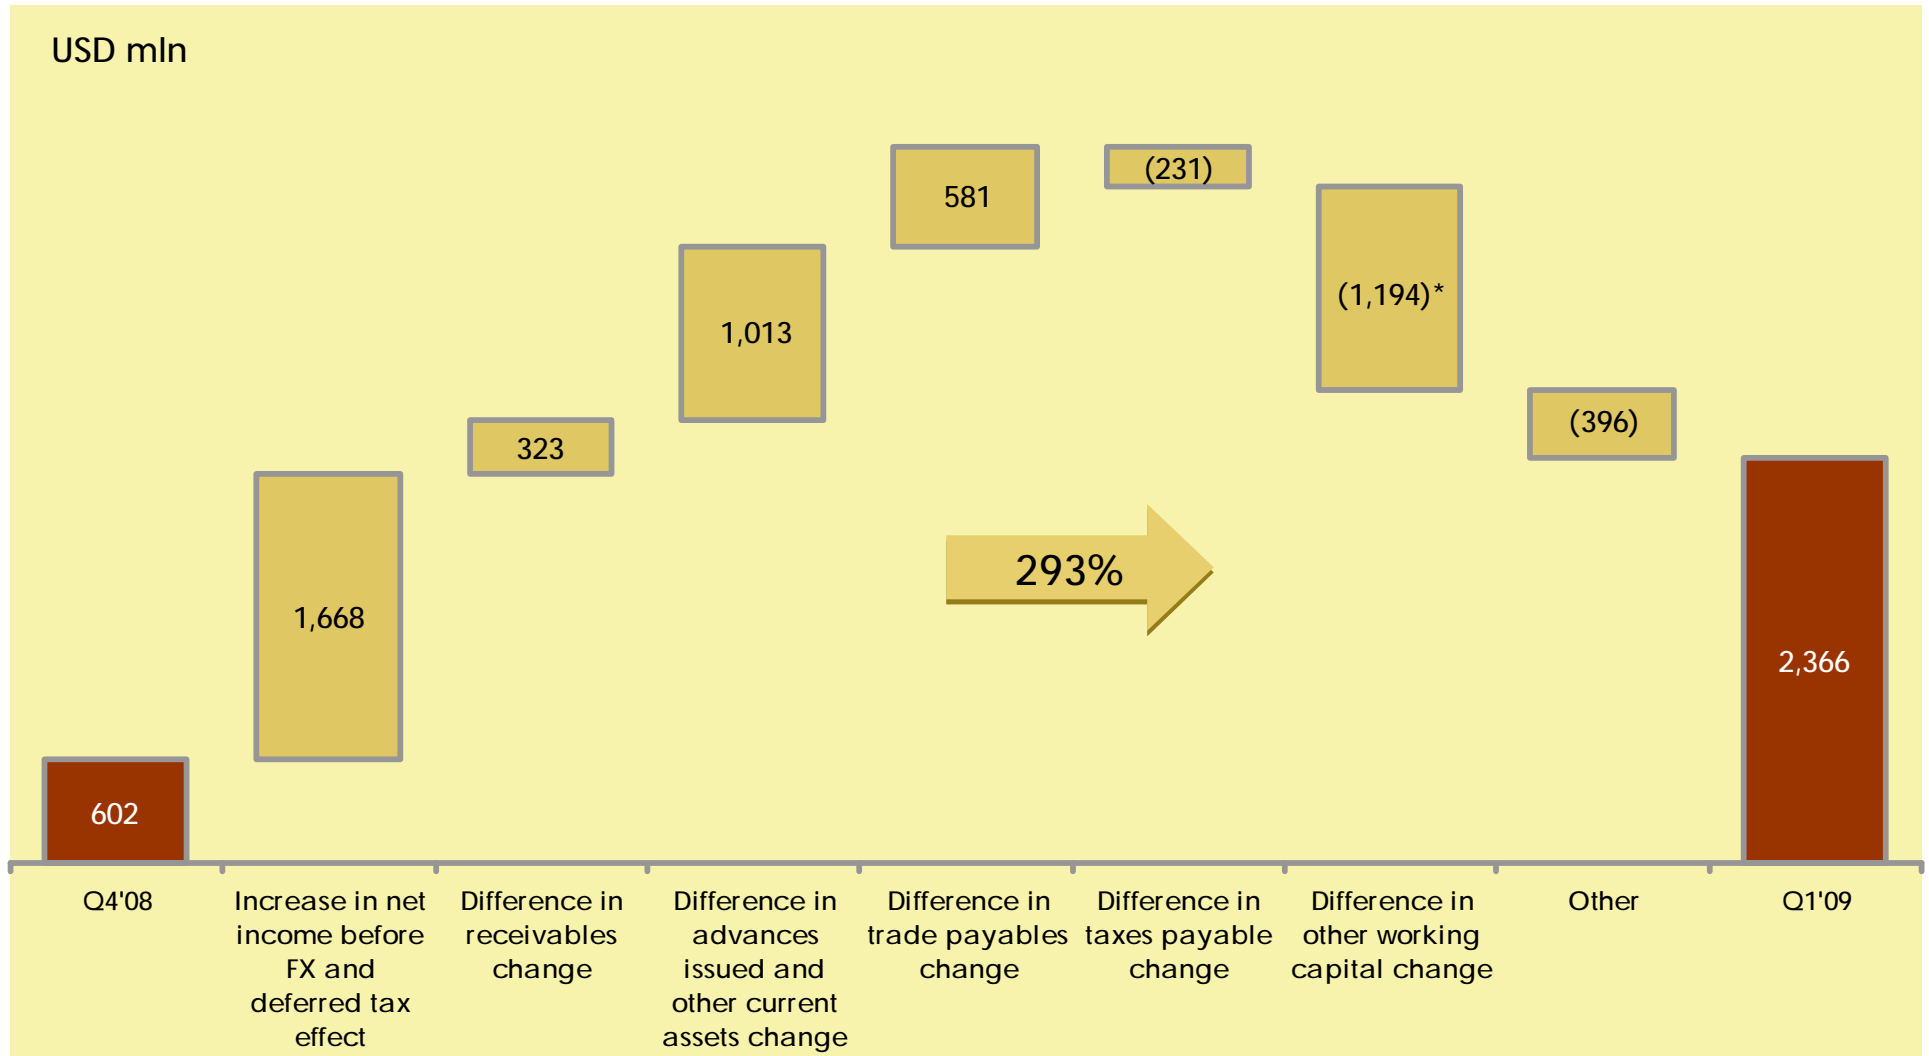 USD mln
581
(231)
(1,194)*
1,013
(396)
323
293%
1,668
2,366
602
Q4'08
Increase in net
income before
FX and
deferred tax
effect
Difference in
receivables
change
Difference in
advances
issued and
other current
assets change
Difference in
trade payables
change
Difference in
taxes payable
change
Difference in
other working
capital change
Other
Q1'09